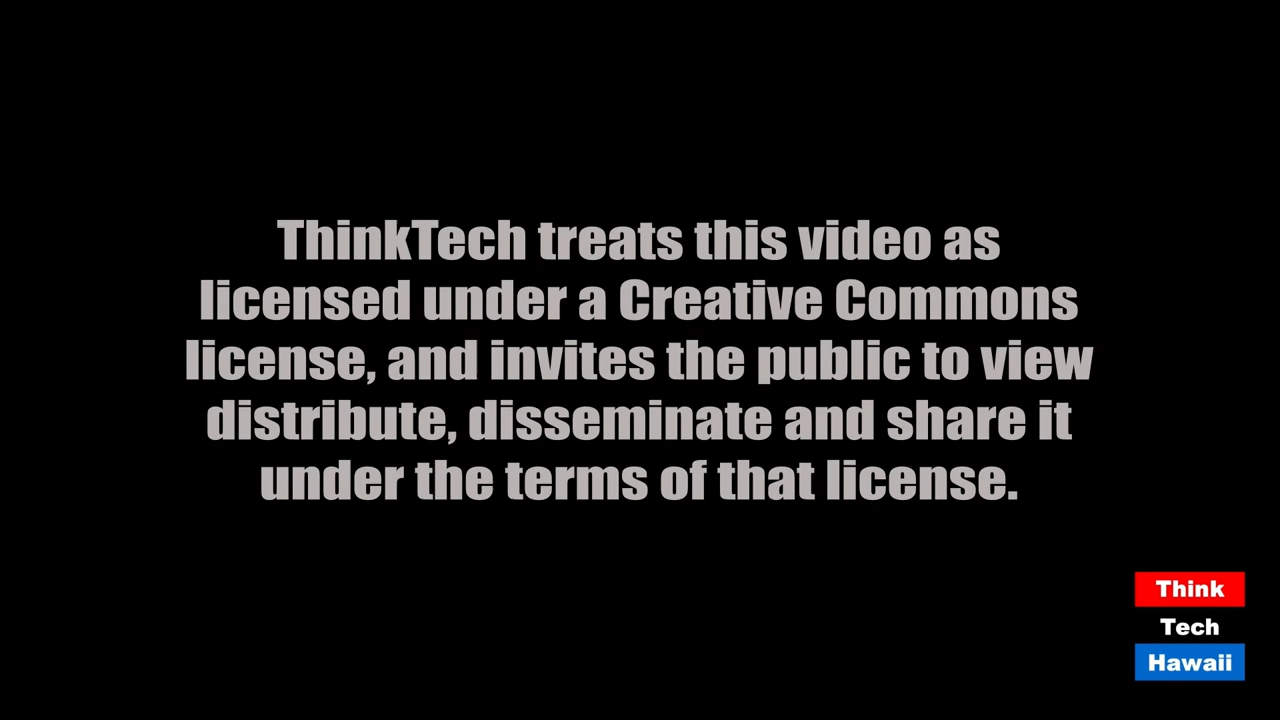 ThinkTech treats this video as
licensed under a Creative Commons
license, and invites the public to view
distribute, disseminate and share it
under the terms of that license.
Think
Tech
Hawaii